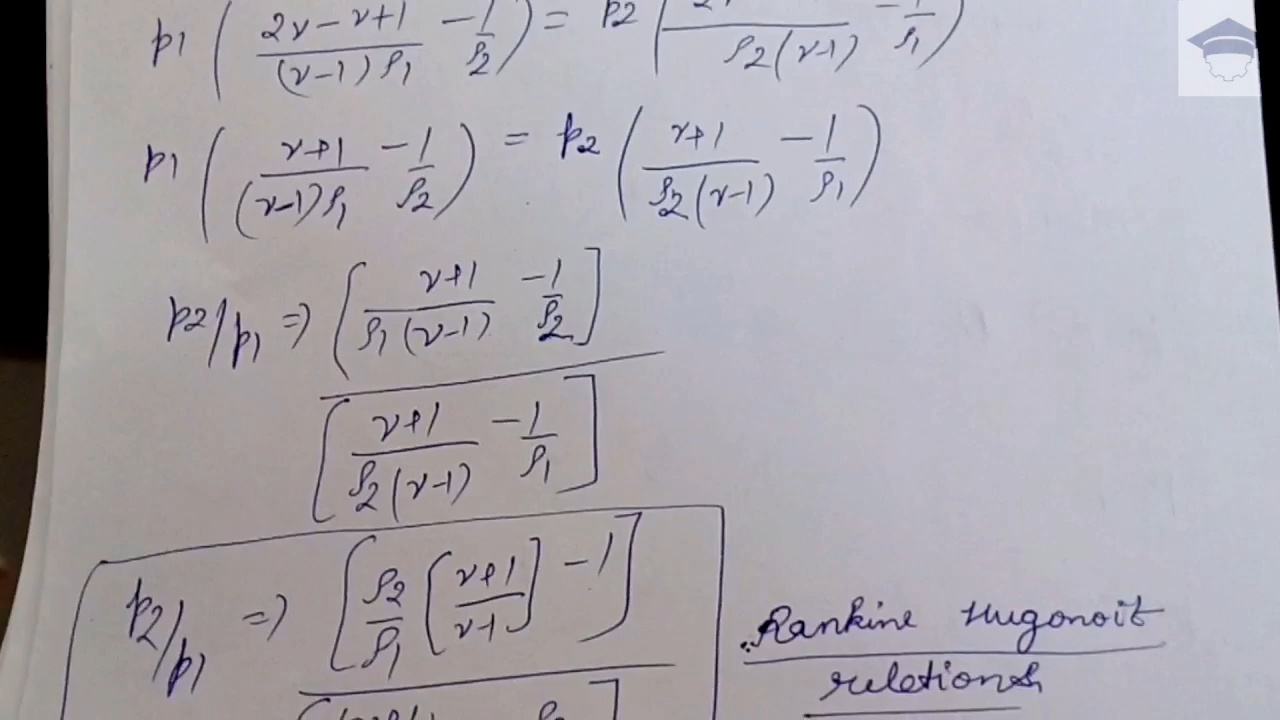 p1 ( 2γ-γ+1 / (γ-1) ρ1 - 1/ρ2 ) = p2 ( / ρ2(γ-1) - 1/ρ1 )
p1 ( γ+1 / (γ-1)ρ1 - 1/ρ2 ) = p2 ( γ+1 / ρ2(γ-1) - 1/ρ1 )
p2/p1 => [ γ+1 / ρ1(γ-1) - 1/ρ2 ]
[ γ+1 / ρ2(γ-1) - 1/ρ1 ]
p2/p1 => [ ρ2/ρ1 [ γ+1 / γ-1 ] - 1 ]
Rankine Hugonoit
reletions